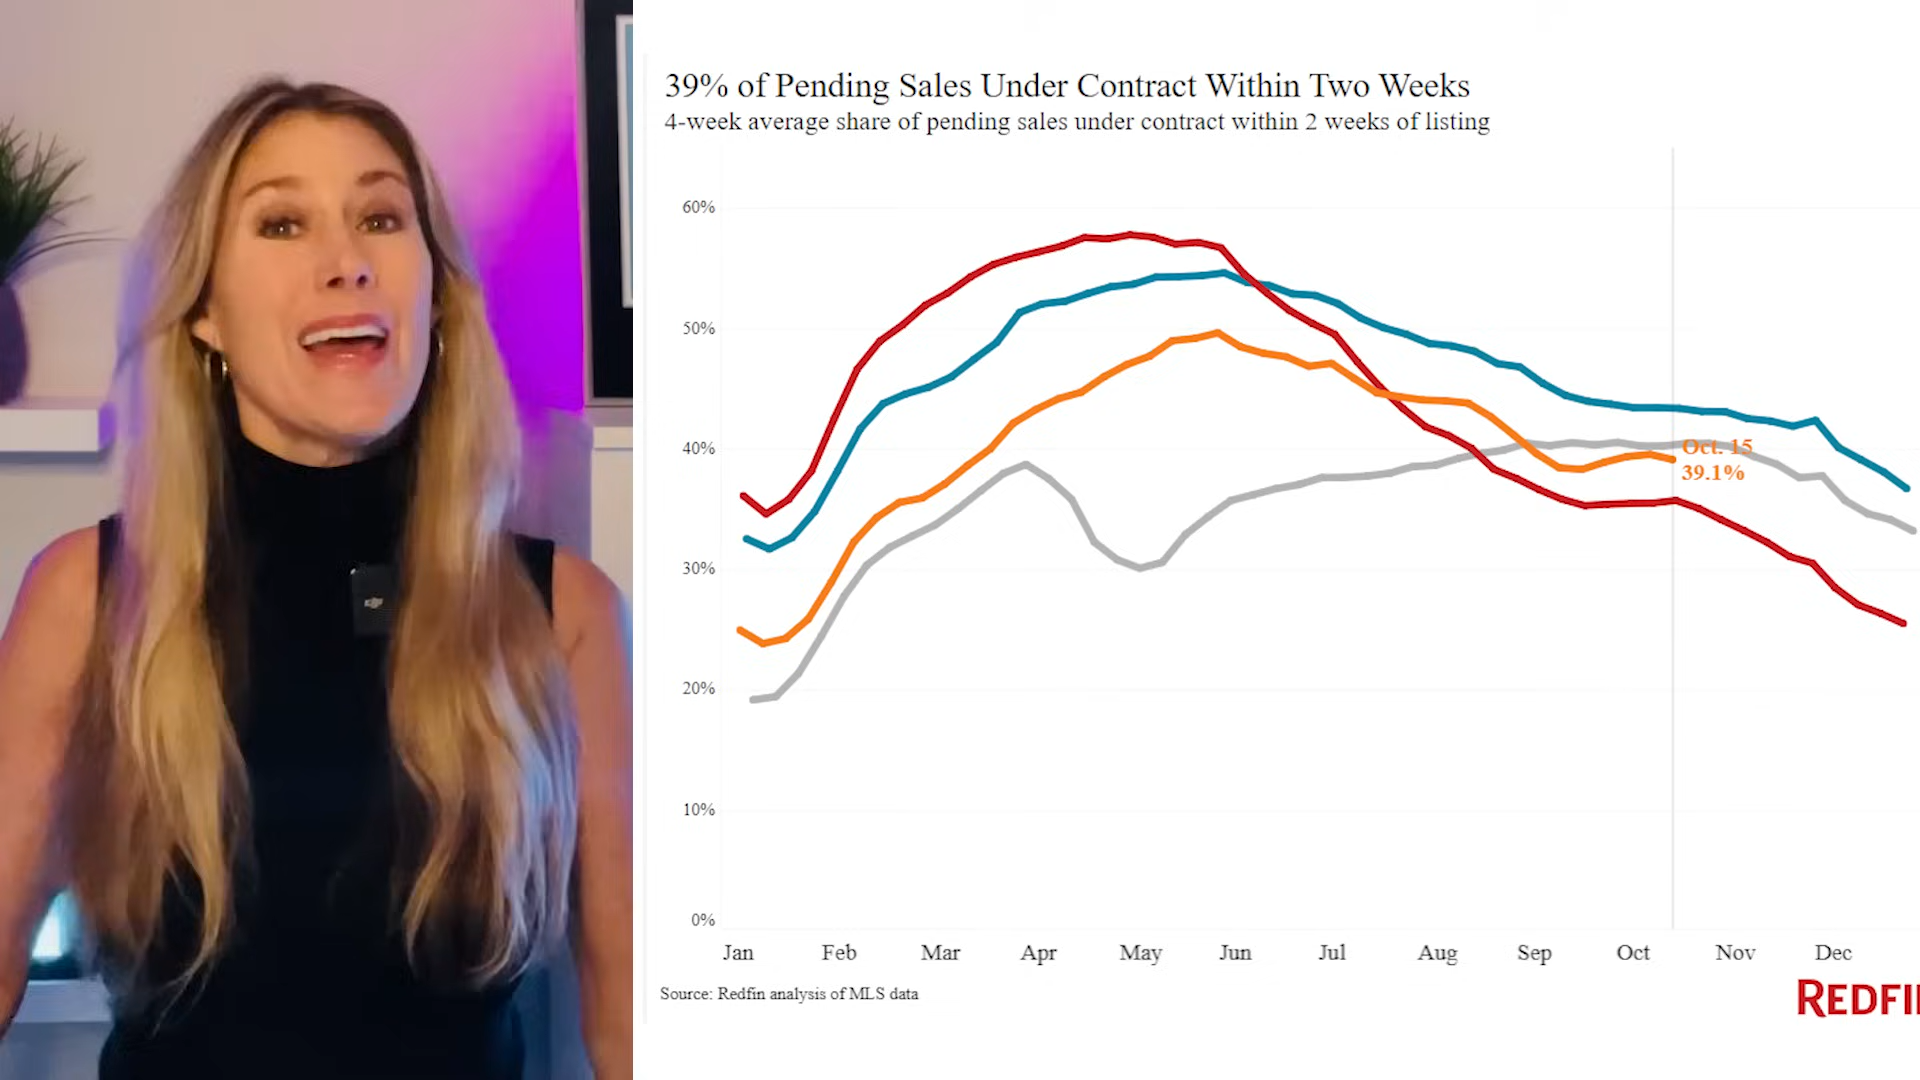 39% of Pending Sales Under Contract Within Two Weeks
4-week average share of pending sales under contract within 2 weeks of listing
60%
50%
40%
30%
20%
10%
0%
Oct. 15
39.1%
Jan Feb Mar Apr May Jun Jul Aug Sep Oct Nov Dec
Source: Redfin analysis of MLS data
REDFI
dji